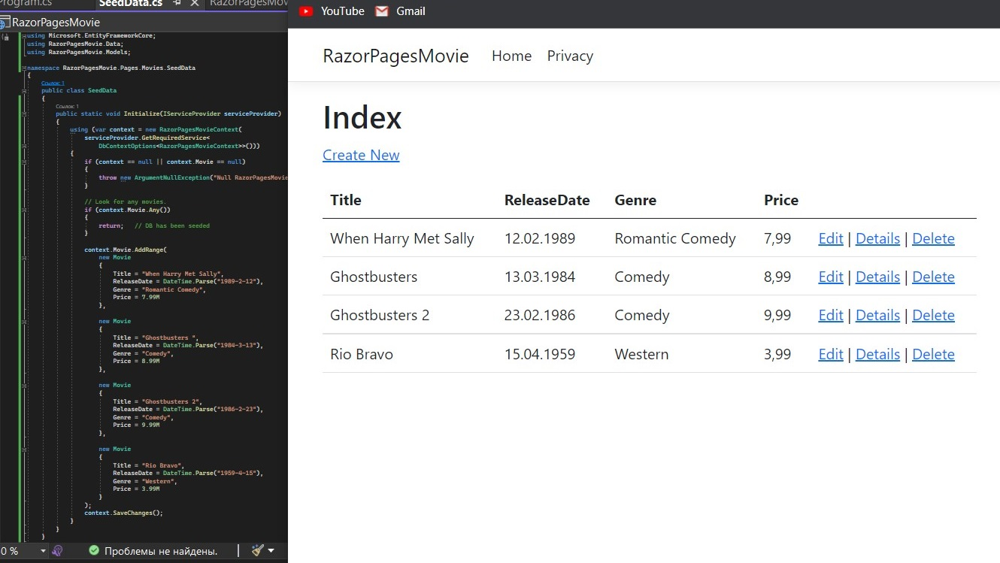 Program.cs
SeedData.cs
RazorPagesMov
RazorPagesMovie
using Microsoft.EntityFrameworkCore;
using RazorPagesMovie.Data;
using RazorPagesMovie.Models;
namespace RazorPagesMovie.Pages.Movies.SeedData
{
Ссылок: 1
public class SeedData
{
Ссылок: 1
public static void Initialize(IServiceProvider serviceProvider)
{
using (var context = new RazorPagesMovieContext(
serviceProvider.GetRequiredService<
DbContextOptions<RazorPagesMovieContext>>()))
{
if (context == null || context.Movie == null)
{
throw new ArgumentNullException("Null RazorPagesMovie
}
// Look for any movies.
if (context.Movie.Any())
{
return;   // DB has been seeded
}
context.Movie.AddRange(
new Movie
{
Title = "When Harry Met Sally",
ReleaseDate = DateTime.Parse("1989-2-12"),
Genre = "Romantic Comedy",
Price = 7.99M
},
new Movie
{
Title = "Ghostbusters ",
ReleaseDate = DateTime.Parse("1984-3-13"),
Genre = "Comedy",
Price = 8.99M
},
new Movie
{
Title = "Ghostbusters 2",
ReleaseDate = DateTime.Parse("1986-2-23"),
Genre = "Comedy",
Price = 9.99M
},
new Movie
{
Title = "Rio Bravo",
ReleaseDate = DateTime.Parse("1959-4-15"),
Genre = "Western",
Price = 3.99M
}
);
context.SaveChanges();
}
}
}
0 %
Проблемы не найдены.
YouTube
Gmail
RazorPagesMovie Home Privacy
Index
Create New
Title ReleaseDate Genre Price
When Harry Met Sally 12.02.1989 Romantic Comedy 7,99 Edit | Details | Delete
Ghostbusters 13.03.1984 Comedy 8,99 Edit | Details | Delete
Ghostbusters 2 23.02.1986 Comedy 9,99 Edit | Details | Delete
Rio Bravo 15.04.1959 Western 3,99 Edit | Details | Delete